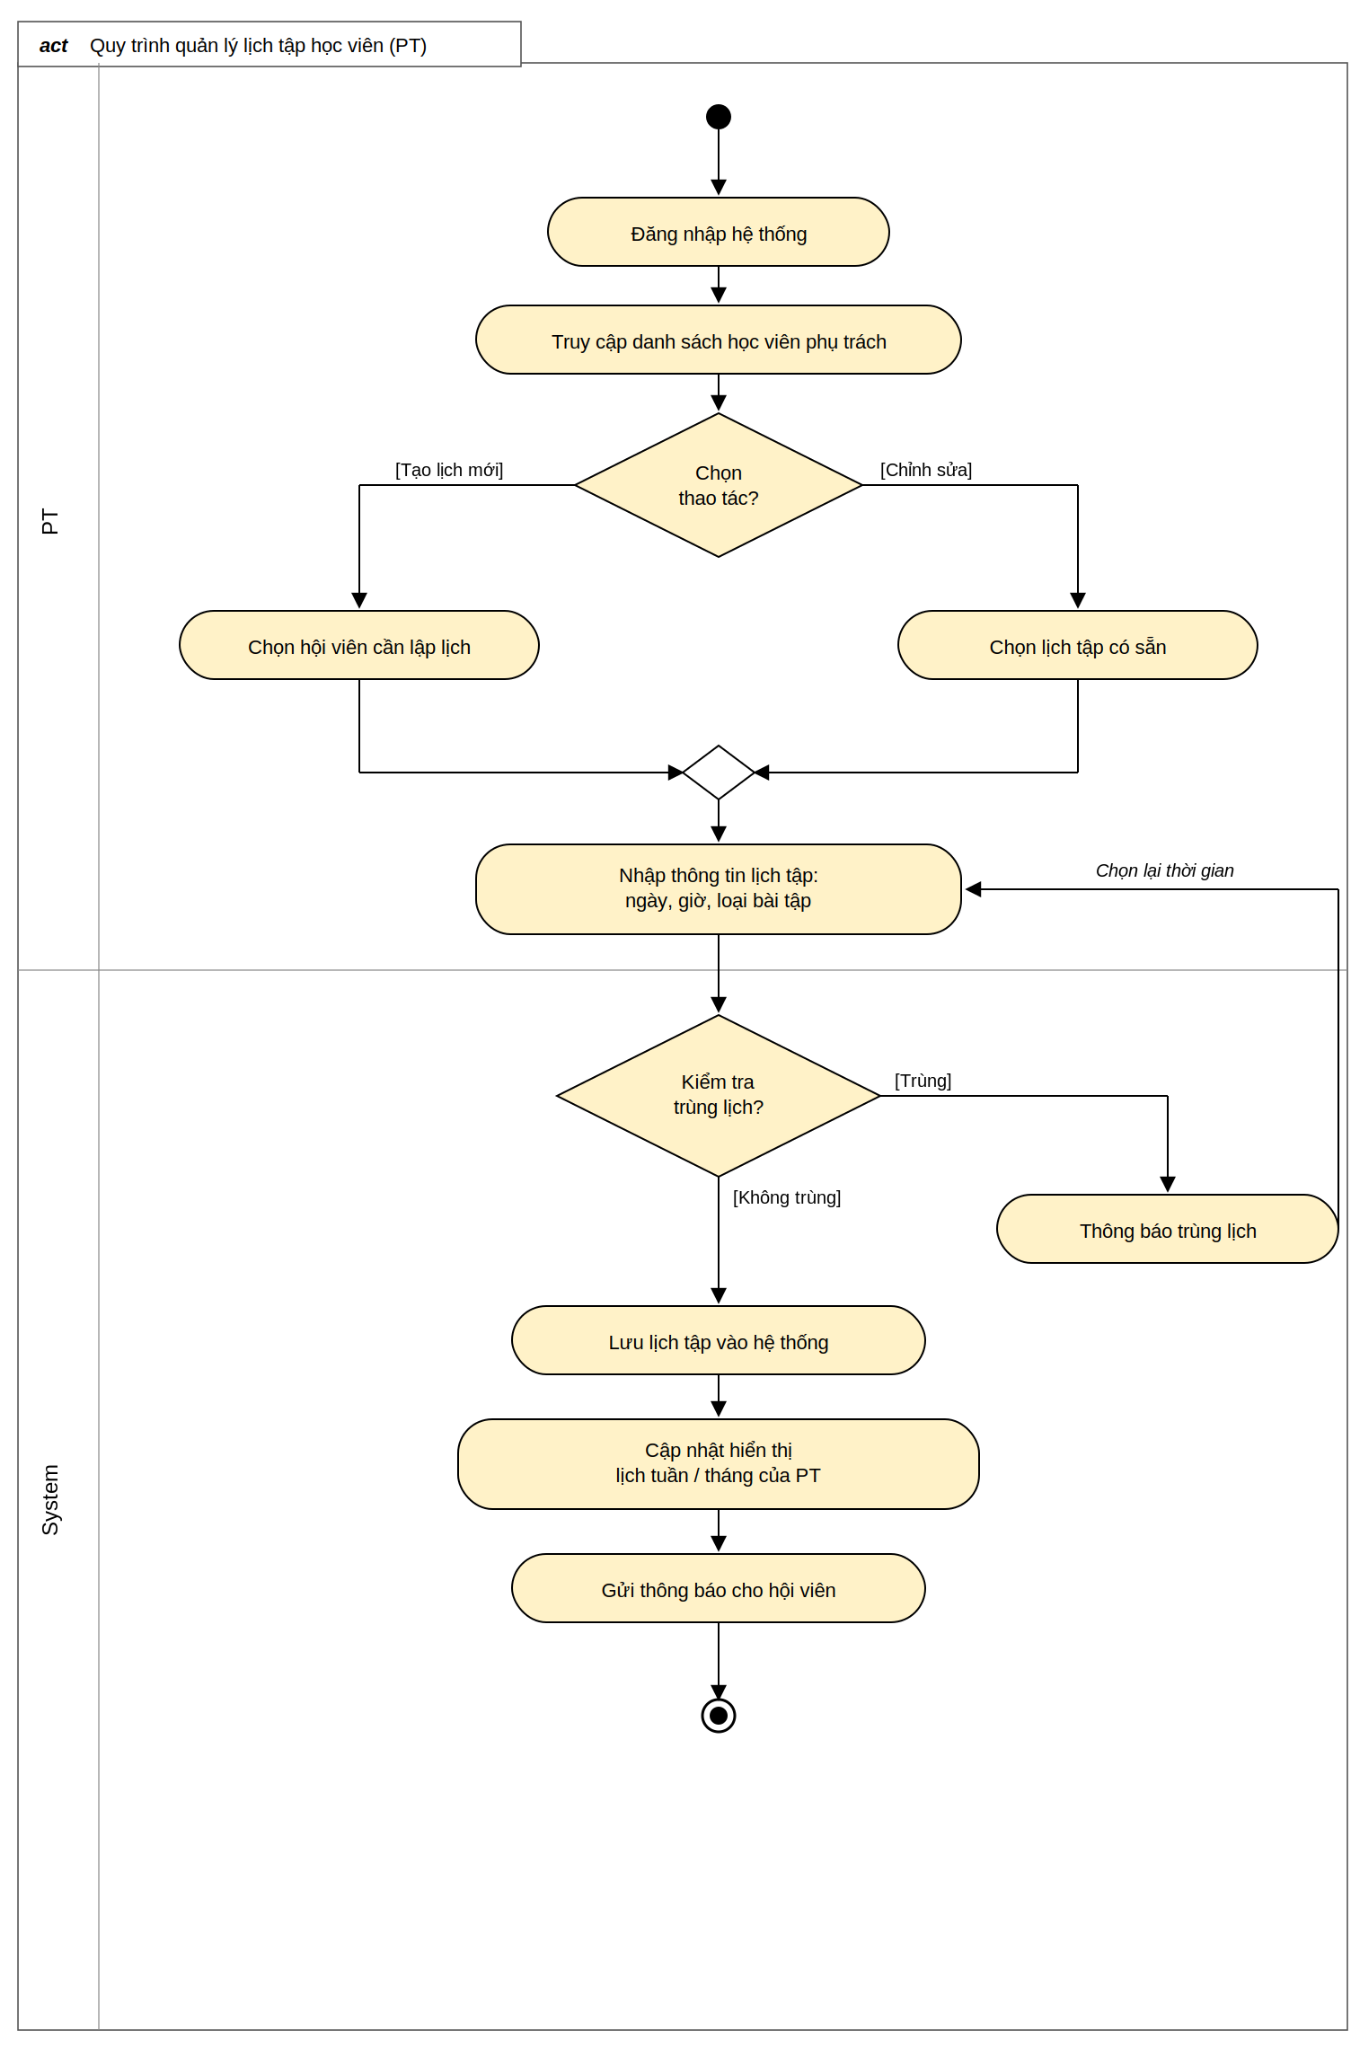 act Quy trình quản lý lịch tập học viên (PT)
PT
Đăng nhập hệ thống
Truy cập danh sách học viên phụ trách
Chọn
thao tác?
[Tạo lịch mới]
[Chỉnh sửa]
Chọn hội viên cần lập lịch
Chọn lịch tập có sẵn
Nhập thông tin lịch tập:
ngày, giờ, loại bài tập
Chọn lại thời gian
System
Kiểm tra
trùng lịch?
[Trùng]
[Không trùng]
Thông báo trùng lịch
Lưu lịch tập vào hệ thống
Cập nhật hiển thị
lịch tuần / tháng của PT
Gửi thông báo cho hội viên